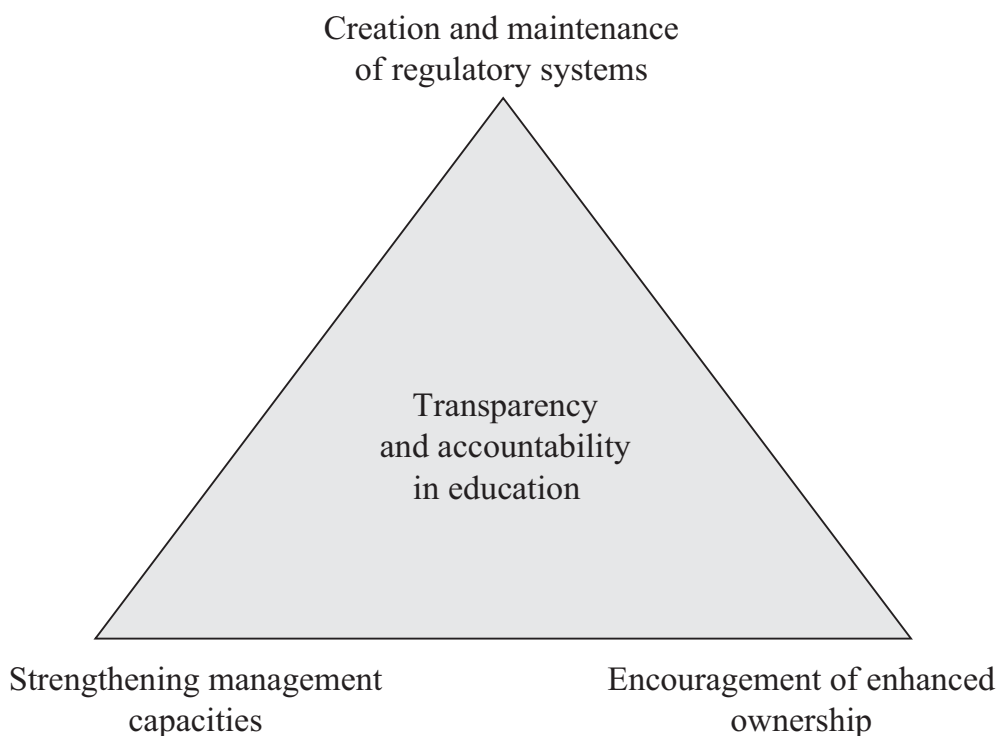 Creation and maintenance
of regulatory systems
Transparency
and accountability
in education
Strengthening management
capacities
Encouragement of enhanced
ownership